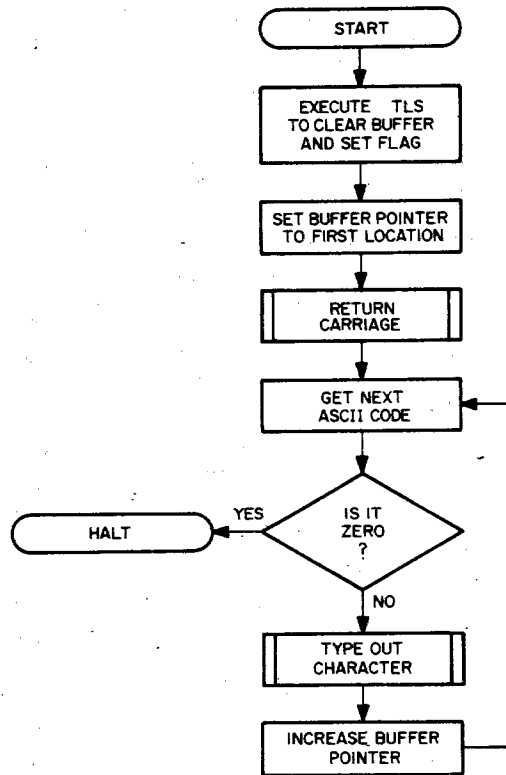 START
EXECUTE TLS
TO CLEAR BUFFER
AND SET FLAG
SET BUFFER POINTER
TO FIRST LOCATION
RETURN
CARRIAGE
GET NEXT
ASCII CODE
IS IT
ZERO
?
YES
HALT
NO
TYPE OUT
CHARACTER
INCREASE BUFFER
POINTER